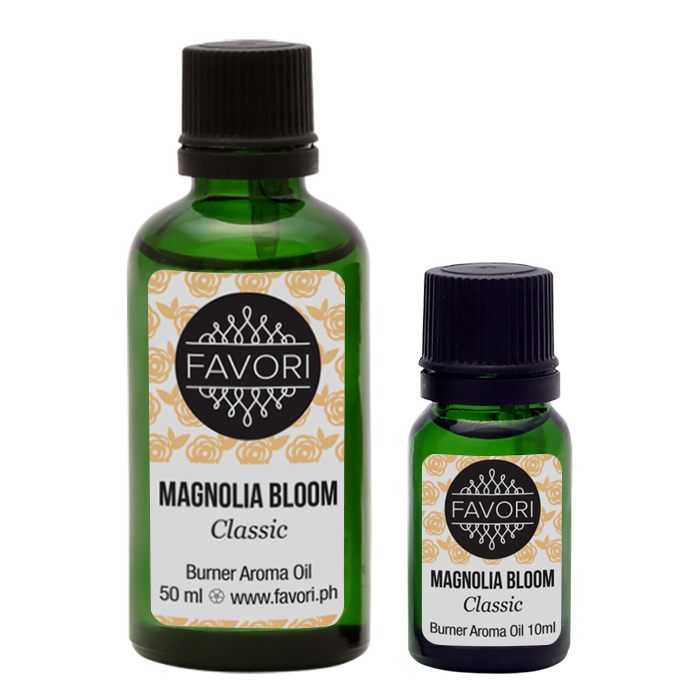 FAVORI
MAGNOLIA BLOOM
Classic
Burner Aroma Oil
50 ml www.favori.ph
FAVORI
MAGNOLIA BLOOM
Classic
Burner Aroma Oil 10ml